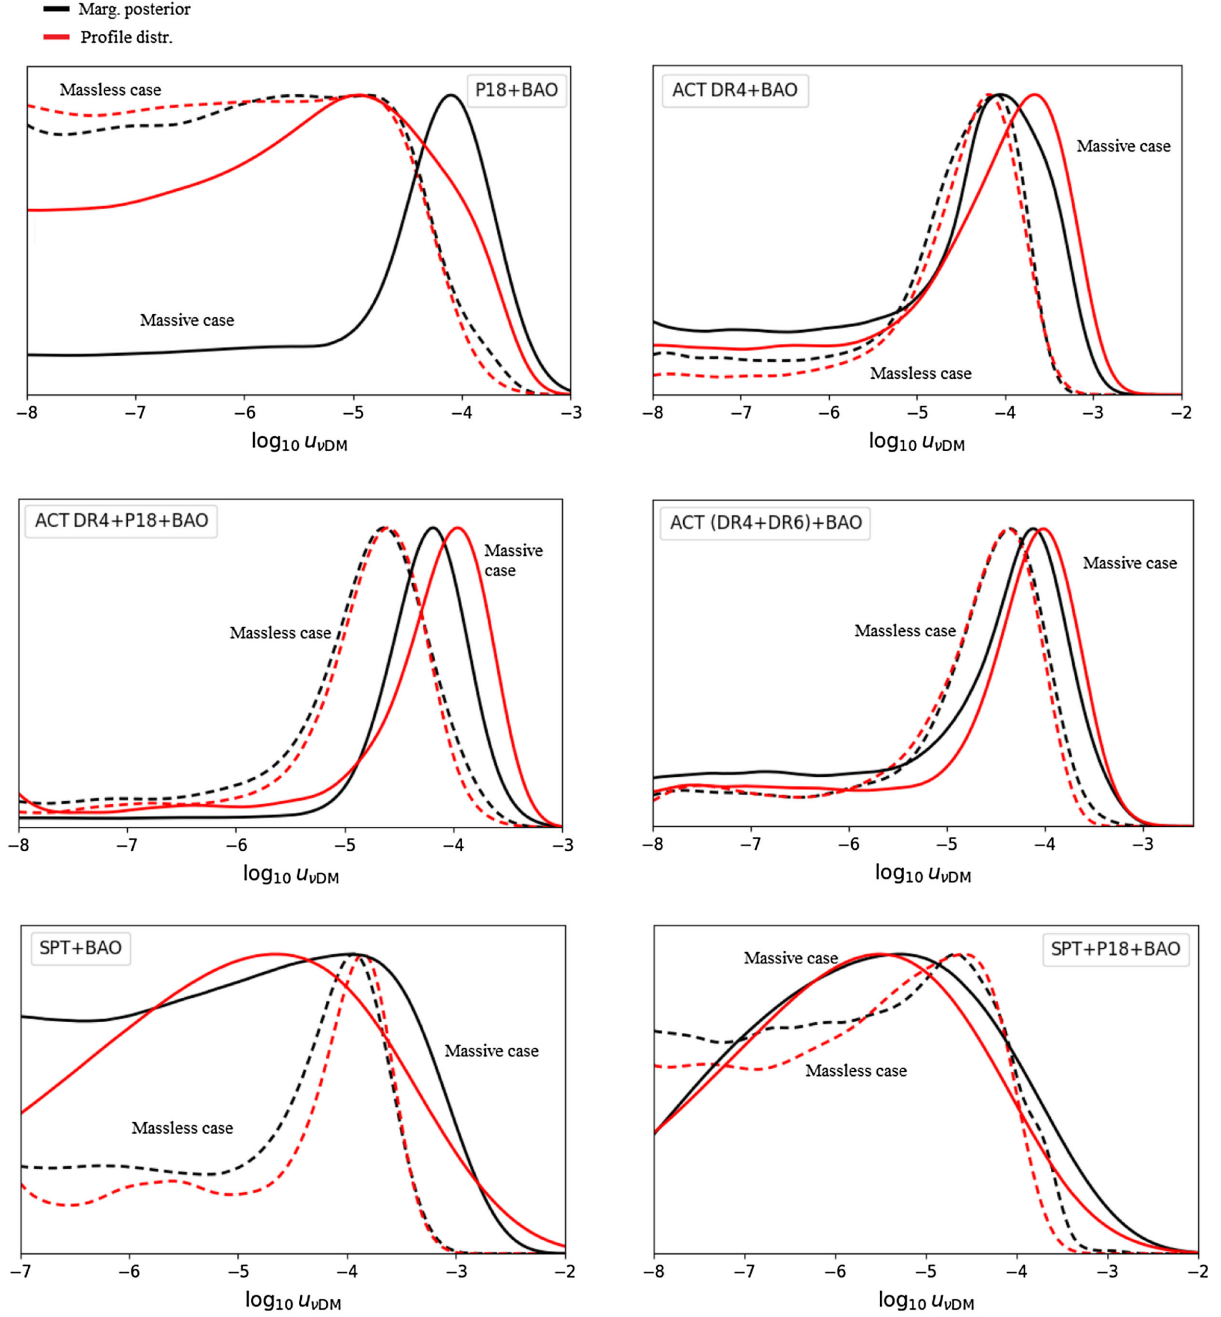 Marg. posterior
Profile distr.
Massless case
P18+BAO
Massive case
−8 −7 −6 −5 −4 −3
log10 uνDM
ACT DR4+BAO
Massive case
Massless case
−8 −7 −6 −5 −4 −3 −2
log10 uνDM
ACT DR4+P18+BAO
Massive
case
Massless case
−8 −7 −6 −5 −4 −3
log10 uνDM
ACT (DR4+DR6)+BAO
Massive case
Massless case
−8 −7 −6 −5 −4 −3
log10 uνDM
SPT+BAO
Massive case
Massless case
−7 −6 −5 −4 −3 −2
log10 uνDM
Massive case
SPT+P18+BAO
Massless case
−8 −7 −6 −5 −4 −3 −2
log10 uνDM